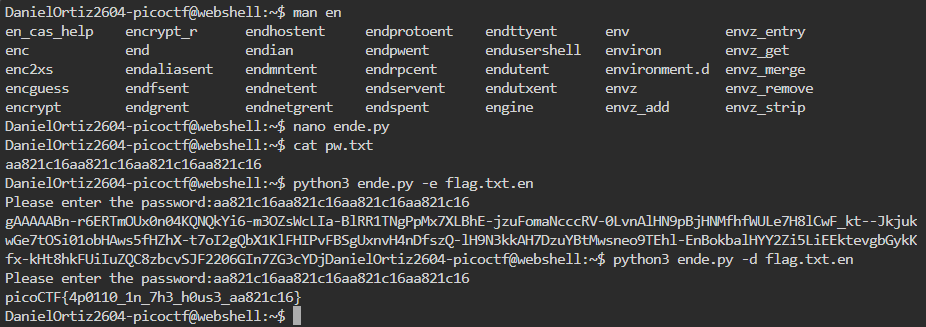 DanielOrtiz2604-picoctf@webshell:~$ man en
en_cas_help encrypt_r endhostent endprotoent endttyent env envz_entry
enc end endian endpwent endusershell environ envz_get
enc2xs endaliasent endmntent endrpcent endutent environment.d envz_merge
encguess endfsent endnetent endservent endutxent envz envz_remove
encrypt endgrent endnetgrent endspent engine envz_add envz_strip
DanielOrtiz2604-picoctf@webshell:~$ nano ende.py
DanielOrtiz2604-picoctf@webshell:~$ cat pw.txt
aa821c16aa821c16aa821c16aa821c16
DanielOrtiz2604-picoctf@webshell:~$ python3 ende.py -e flag.txt.en
Please enter the password:aa821c16aa821c16aa821c16aa821c16
gAAAAABn-r6ERTmOUx0n04KQNQkYi6-m3OZsWcLIa-BlRR1TNgPpMx7XLBhE-jzuFomaNcccRV-0LvnAlHN9pBjHNMfhfWULe7H8lCwF_kt--Jkjuk
wGe7tOSi01obHAws5fHZhX-t7oI2gQbX1KlFHIPvFBSgUxnvH4nDfszQ-lH9N3kkAH7DzuYBtMwsneo9TEhl-EnBokbalHYY2Zi5LiEEktevgbGykK
fx-kHt8hkFUiIuZQC8zbcvSJF2206GIn7ZG3cYDjDanielOrtiz2604-picoctf@webshell:~$ python3 ende.py -d flag.txt.en
Please enter the password:aa821c16aa821c16aa821c16aa821c16
picoCTF{4p0110_1n_7h3_h0us3_aa821c16}
DanielOrtiz2604-picoctf@webshell:~$